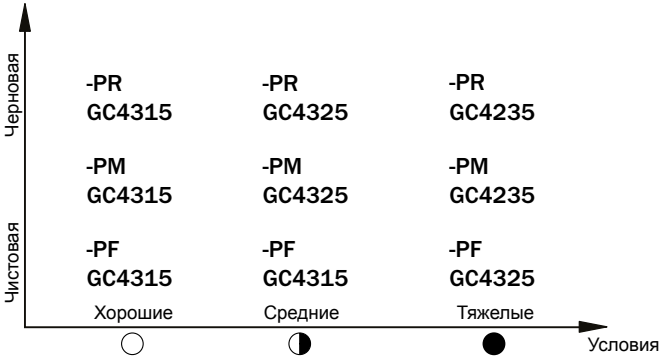 Черновая
-PR -PR -PR
GC4315 GC4325 GC4235
-PM -PM -PM
GC4315 GC4325 GC4235
Чистовая
-PF -PF -PF
GC4315 GC4315 GC4325
Хорошие Средние Тяжелые
Условия